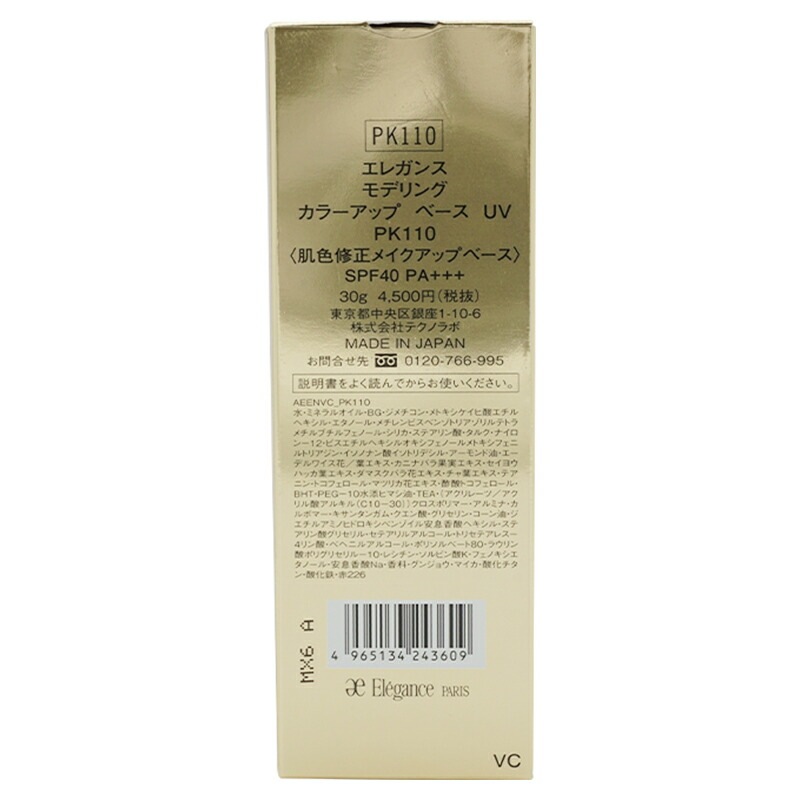 PK110
エレガンス
モデリング
カラーアップ ベース UV
PK110
〈肌色修正メイクアップベース〉
SPF40 PA+++
30g 4,500円(税抜)
東京都中央区銀座1-10-6
株式会社テクノラボ
MADE IN JAPAN
お問合せ先 0120-766-995
説明書をよく読んでからお使いください。
AEENVC_PK110
水・ミネラルオイル・BG・ジメチコン・メトキシケイヒ酸エチル
ヘキシル・エタノール・メチレンビスベンゾトリアゾリルテトラ
メチルブチルフェノール・シリカ・ステアリン酸・タルク・ナイロ
ン−12・ビスエチルヘキシルオキシフェノールメトキシフェニ
ルトリアジン・イソノナン酸イソトリデシル・アーモンド油・エー
デルワイス花/葉エキス・カニナバラ果実エキス・セイヨウ
ハッカ葉エキス・ダマスクバラ花エキス・チャ葉エキス・テア
ニン・トコフェロール・マツリカ花エキス・酢酸トコフェロール・
BHT・PEG−10水添ヒマシ油・TEA・(アクリレーツ/アク
リル酸アルキル(C10−30))クロスポリマー・アルミナ・カ
ルボマー・キサンタンガム・クエン酸・グリセリン・コーン油・ジ
エチルアミノヒドロキシベンゾイル安息香酸ヘキシル・ステ
アリン酸グリセリル・セテアリルアルコール・トリセテアレス−
4リン酸・ベヘニルアルコール・ポリソルベート80・ラウリン
酸ポリグリセリル−10・レシチン・ソルビン酸K・フェノキシエ
タノール・安息香酸Na・香料・グンジョウ・マイカ・酸化チタ
ン・酸化鉄・赤226
MX6 A
4 965134 243609
ae Elégance PARIS
VC